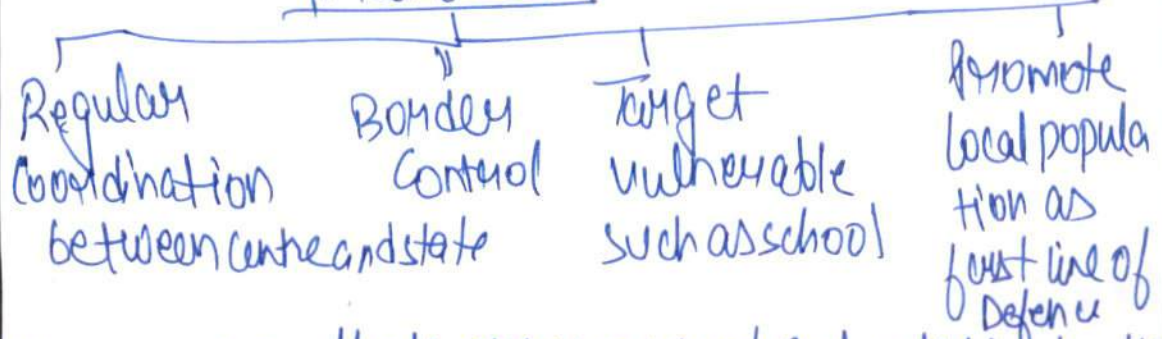 Regular
Coordination
between centre and state
Border
Control
Target
vulnerable
such as school
Promote
local popula
tion as
first line of
Defence